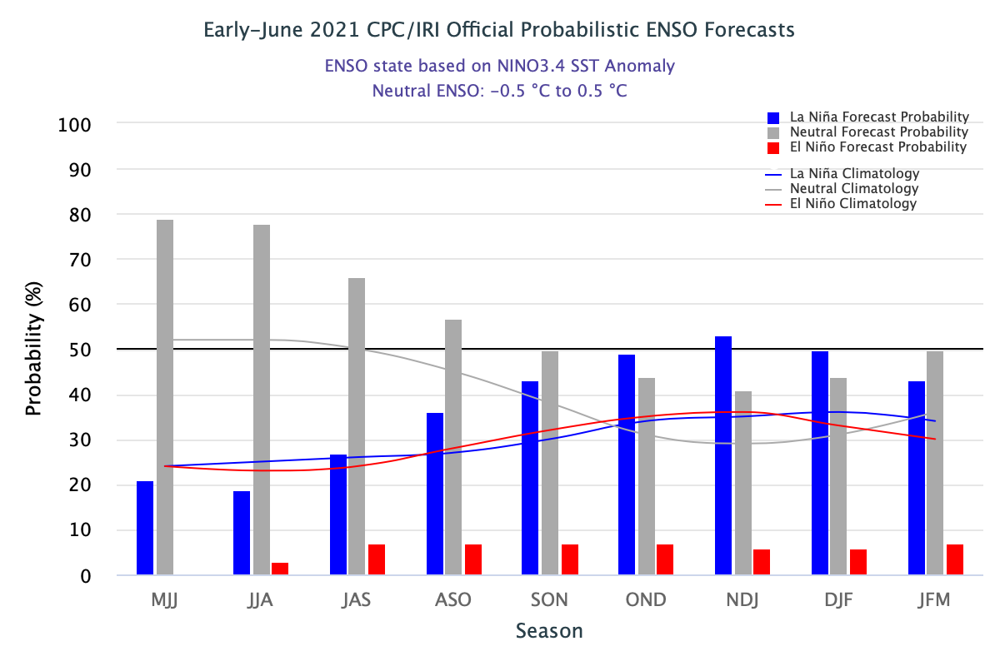 Early-June 2021 CPC/IRI Official Probabilistic ENSO Forecasts
ENSO state based on NINO3.4 SST Anomaly
Neutral ENSO: -0.5 °C to 0.5 °C
La Niña Forecast Probability
Neutral Forecast Probability
El Niño Forecast Probability
La Niña Climatology
Neutral Climatology
El Niño Climatology
Probability (%)
100
90
80
70
60
50
40
30
20
10
0
MJJ JJA JAS ASO SON OND NDJ DJF JFM
Season